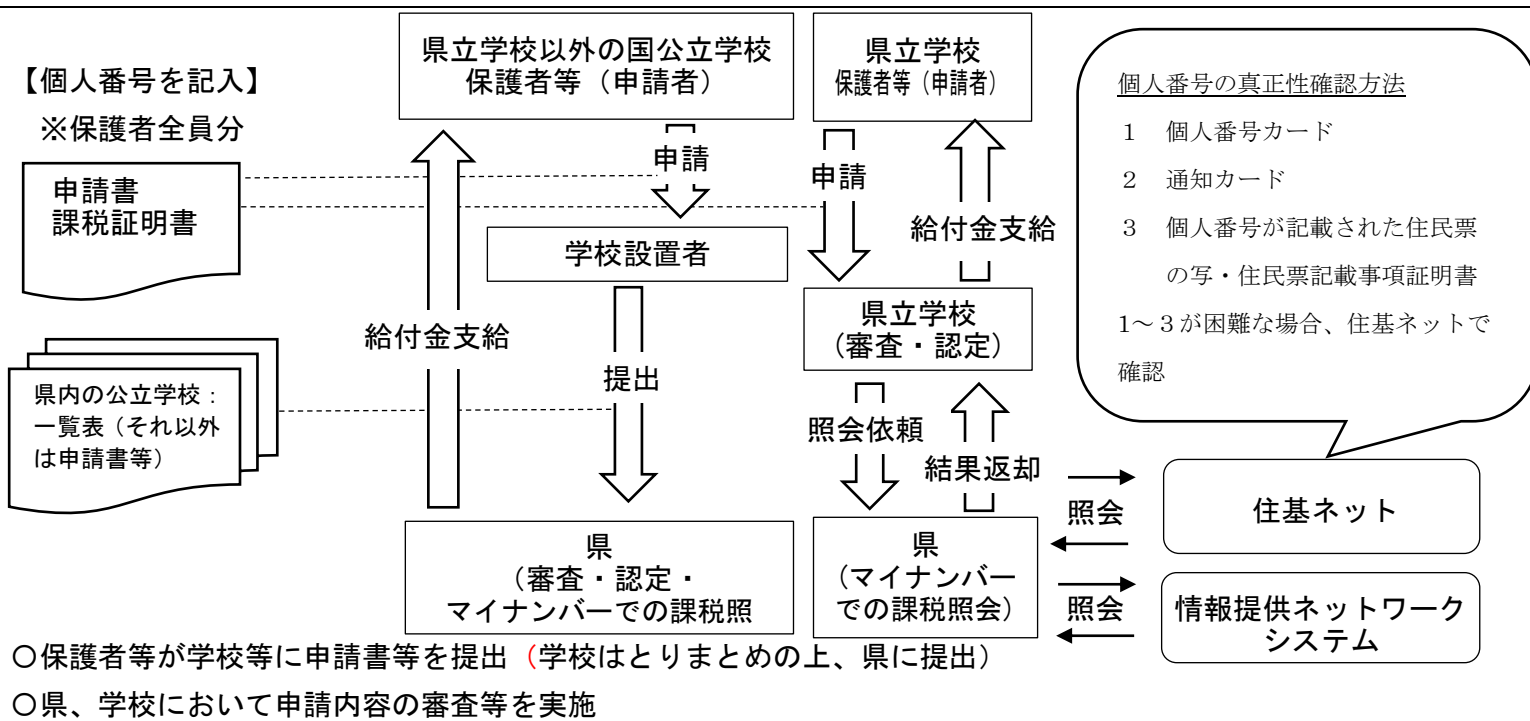 県立学校以外の国公立学校
保護者等（申請者）
県立学校
保護者等（申請者）
【個人番号を記入】
※保護者全員分
申請書
課税証明書
申請
申請
給付金支給
学校設置者
給付金支給
県立学校
（審査・認定）
提出
県内の公立学校：
一覧表（それ以外
は申請書等）
照会依頼
結果返却
県
（審査・認定・
マイナンバーでの課税照
県
（マイナンバー
での課税照会）
個人番号の真正性確認方法
１　個人番号カード
２　通知カード
３　個人番号が記載された住民票
の写・住民票記載事項証明書
1～３が困難な場合、住基ネットで
確認
照会
住基ネット
照会
情報提供ネットワーク
システム
〇保護者等が学校等に申請書等を提出（学校はとりまとめの上、県に提出）
〇県、学校において申請内容の審査等を実施